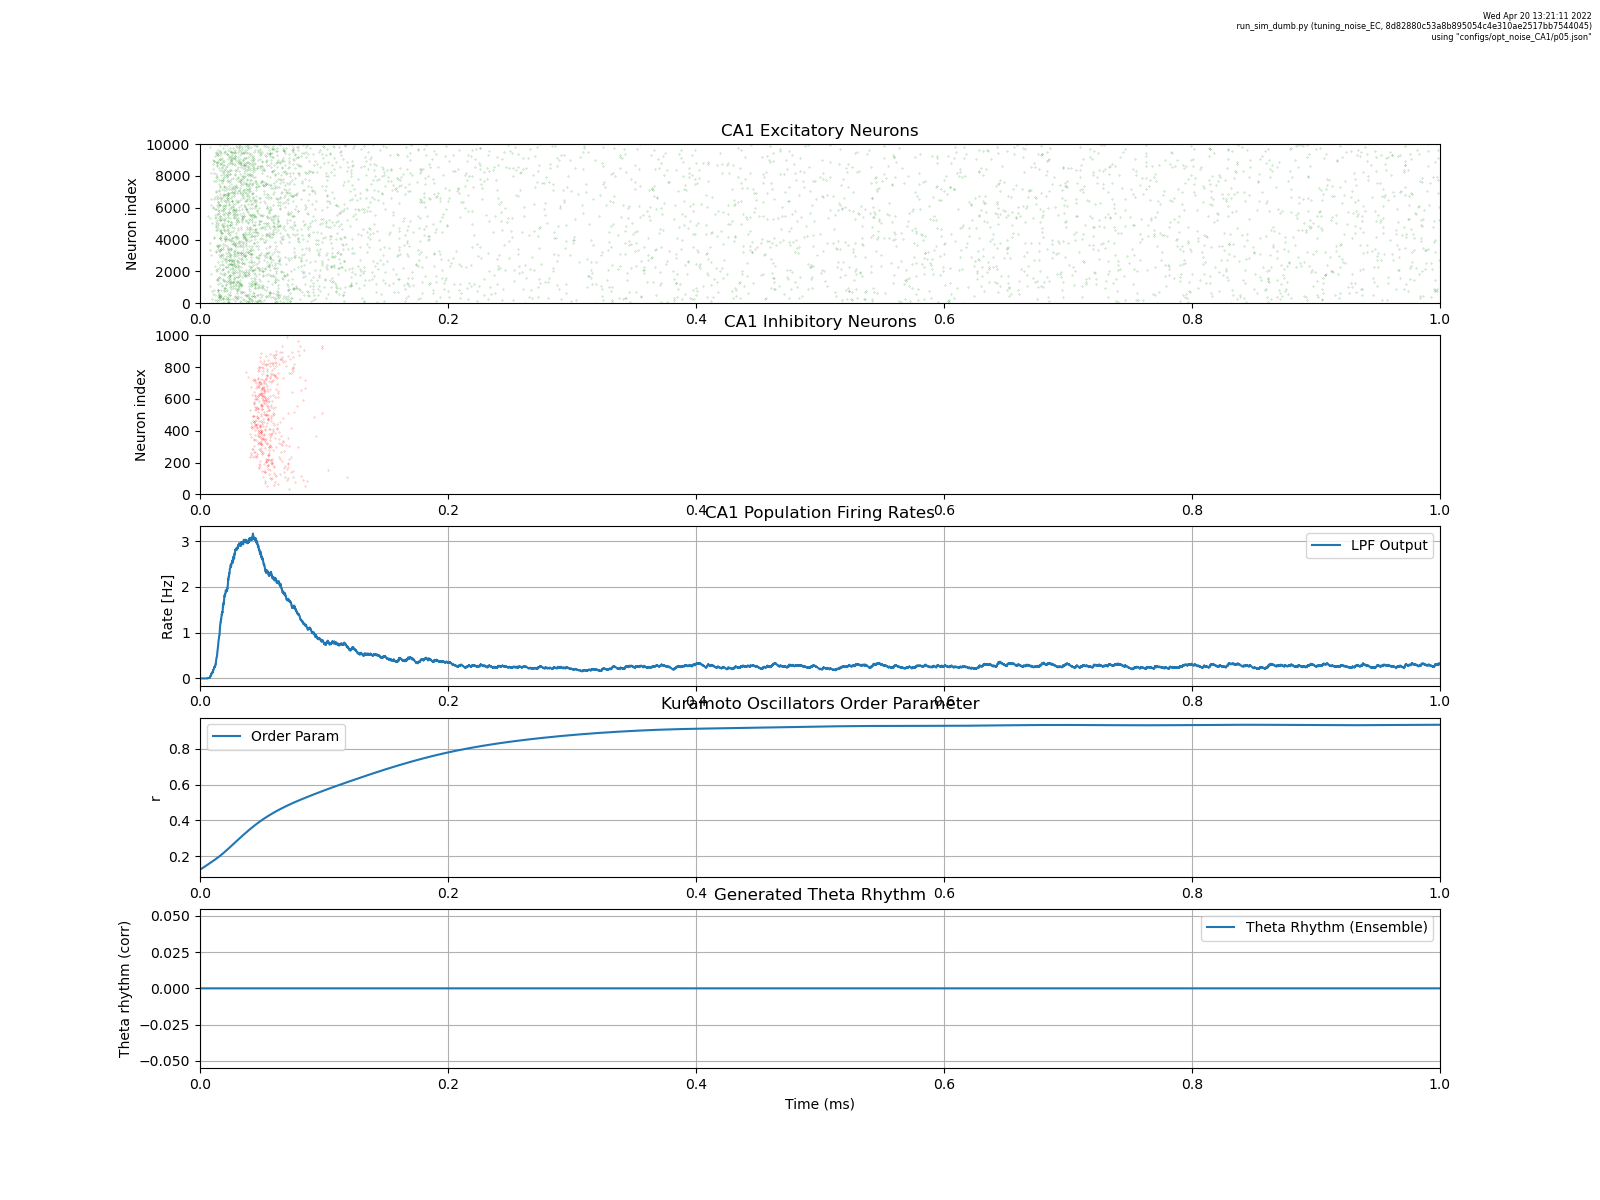 Wed Apr 20 13:21:11 2022
run_sim_dumb.py (tuning_noise_EC, 8d82880c53a8b895054c4e310ae2517bb7544045)
using "configs/opt_noise_CA1/p05.json"
CA1 Excitatory Neurons
Neuron index
10000
8000
6000
4000
2000
0
0.0 0.2 0.4 0.6 0.8 1.0
CA1 Inhibitory Neurons
Neuron index
1000
800
600
400
200
0
0.0 0.2 0.4 0.6 0.8 1.0
CA1 Population Firing Rates
Rate [Hz]
3
2
1
0
LPF Output
0.0 0.2 0.4 0.6 0.8 1.0
Kuramoto Oscillators Order Parameter
r
0.8
0.6
0.4
0.2
Order Param
0.0 0.2 0.4 0.6 0.8 1.0
Generated Theta Rhythm
Theta rhythm (corr)
0.050
0.025
0.000
−0.025
−0.050
Theta Rhythm (Ensemble)
0.0 0.2 0.4 0.6 0.8 1.0
Time (ms)